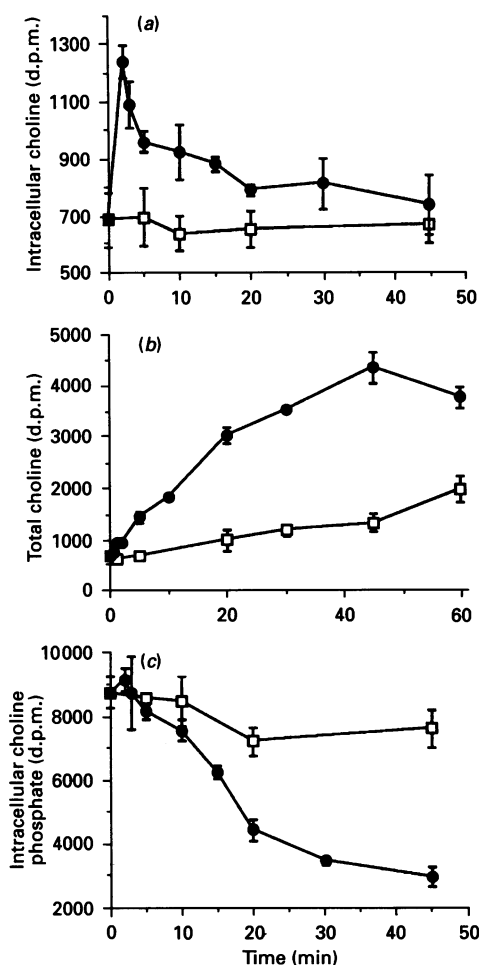 (a)
Intracellular choline (d.p.m.)
1300
1100
900
700
500
0 10 20 30 40 50
(b)
Total choline (d.p.m.)
5000
4000
3000
2000
1000
0
0 20 40 60
(c)
Intracellular choline
phosphate (d.p.m.)
10000
8000
6000
4000
2000
0 10 20 30 40 50
Time (min)